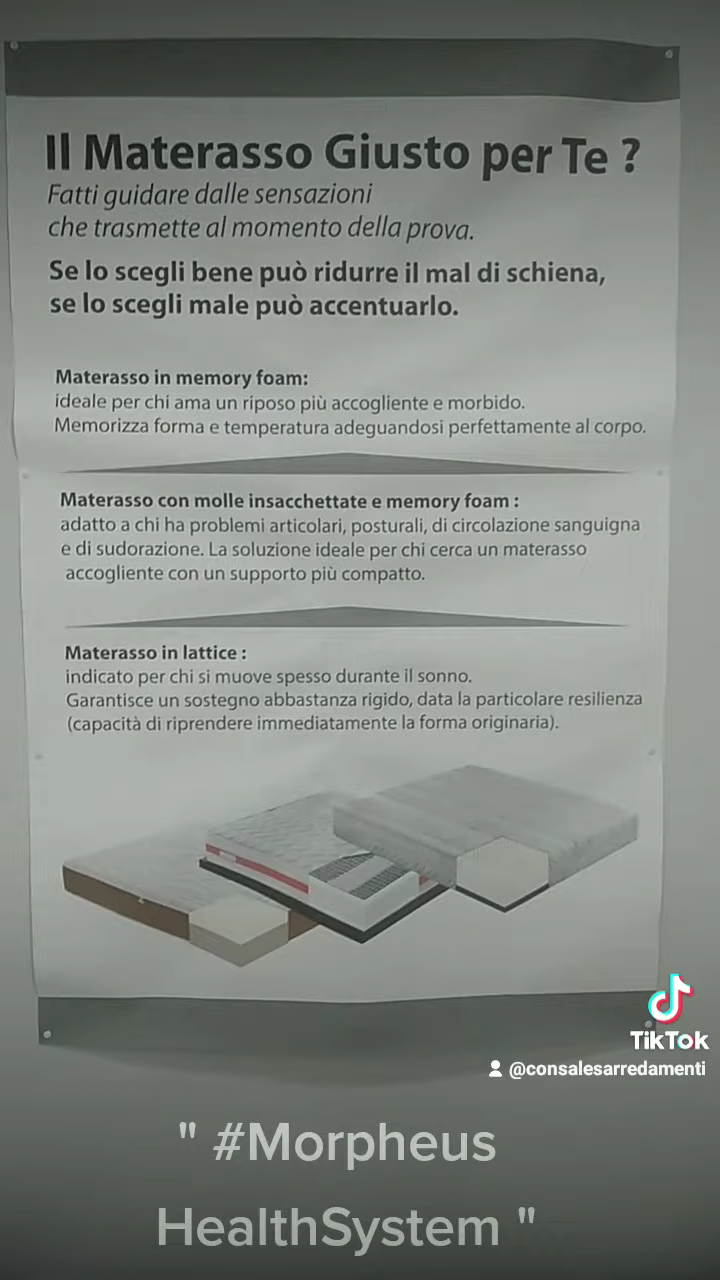 Il Materasso Giusto per Te ?
Fatti guidare dalle sensazioni
che trasmette al momento della prova.
Se lo scegli bene può ridurre il mal di schiena,
se lo scegli male può accentuarlo.
Materasso in memory foam:
ideale per chi ama un riposo più accogliente e morbido.
Memorizza forma e temperatura adeguandosi perfettamente al corpo.
Materasso con molle insacchettate e memory foam :
adatto a chi ha problemi articolari, posturali, di circolazione sanguigna
e di sudorazione. La soluzione ideale per chi cerca un materasso
accogliente con un supporto più compatto.
Materasso in lattice :
indicato per chi si muove spesso durante il sonno.
Garantisce un sostegno abbastanza rigido, data la particolare resilienza
(capacità di riprendere immediatamente la forma originaria).
TikTok
@consalesarredamenti
" #Morpheus
HealthSystem "